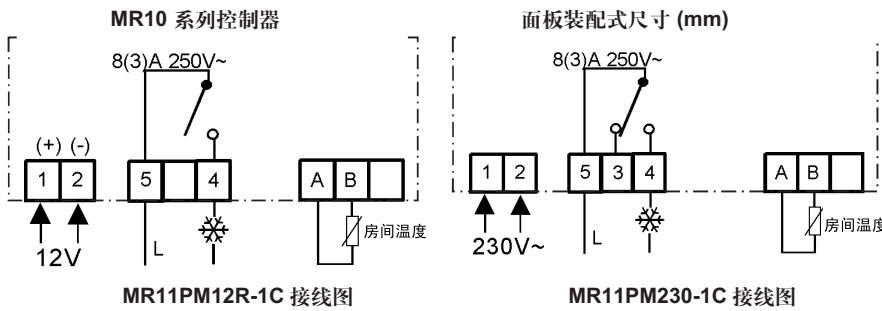 MR10 系列控制器
面板装配式尺寸 (mm)
8(3)A 250V~
(+) (-)
1 2
5 4
A B
12V
L
房间温度
MR11PM12R-1C 接线图
8(3)A 250V~
1 2
5 3 4
A B
230V~
L
房间温度
MR11PM230-1C 接线图